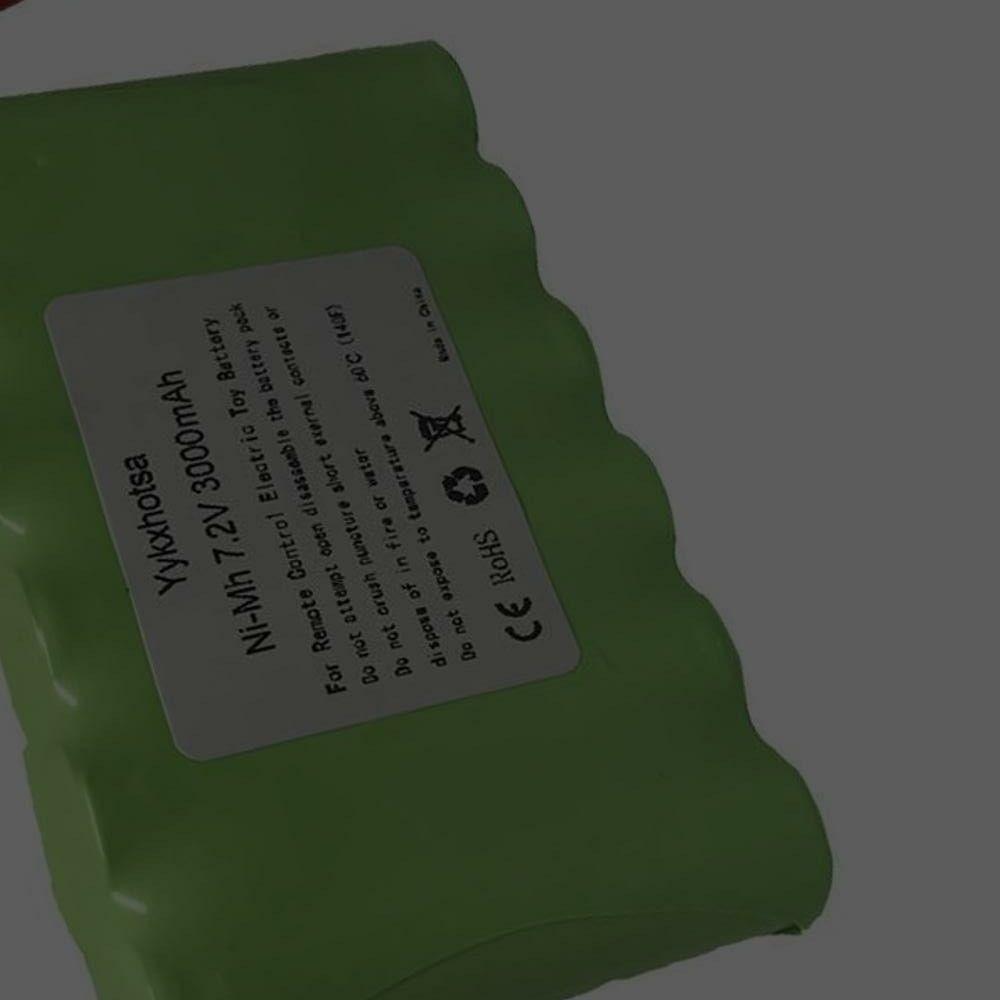 Yykxhotsa
Ni-Mh 7.2V 3000mAh
For Remote Control Electric Toy Battery
Do not attempt open disassemble the battery pack
Do not crush puncture short exernal contacts or
dispose of in fire or water
Do not expose to temperature above 60°C (140F)
CE RoHS
Made in China